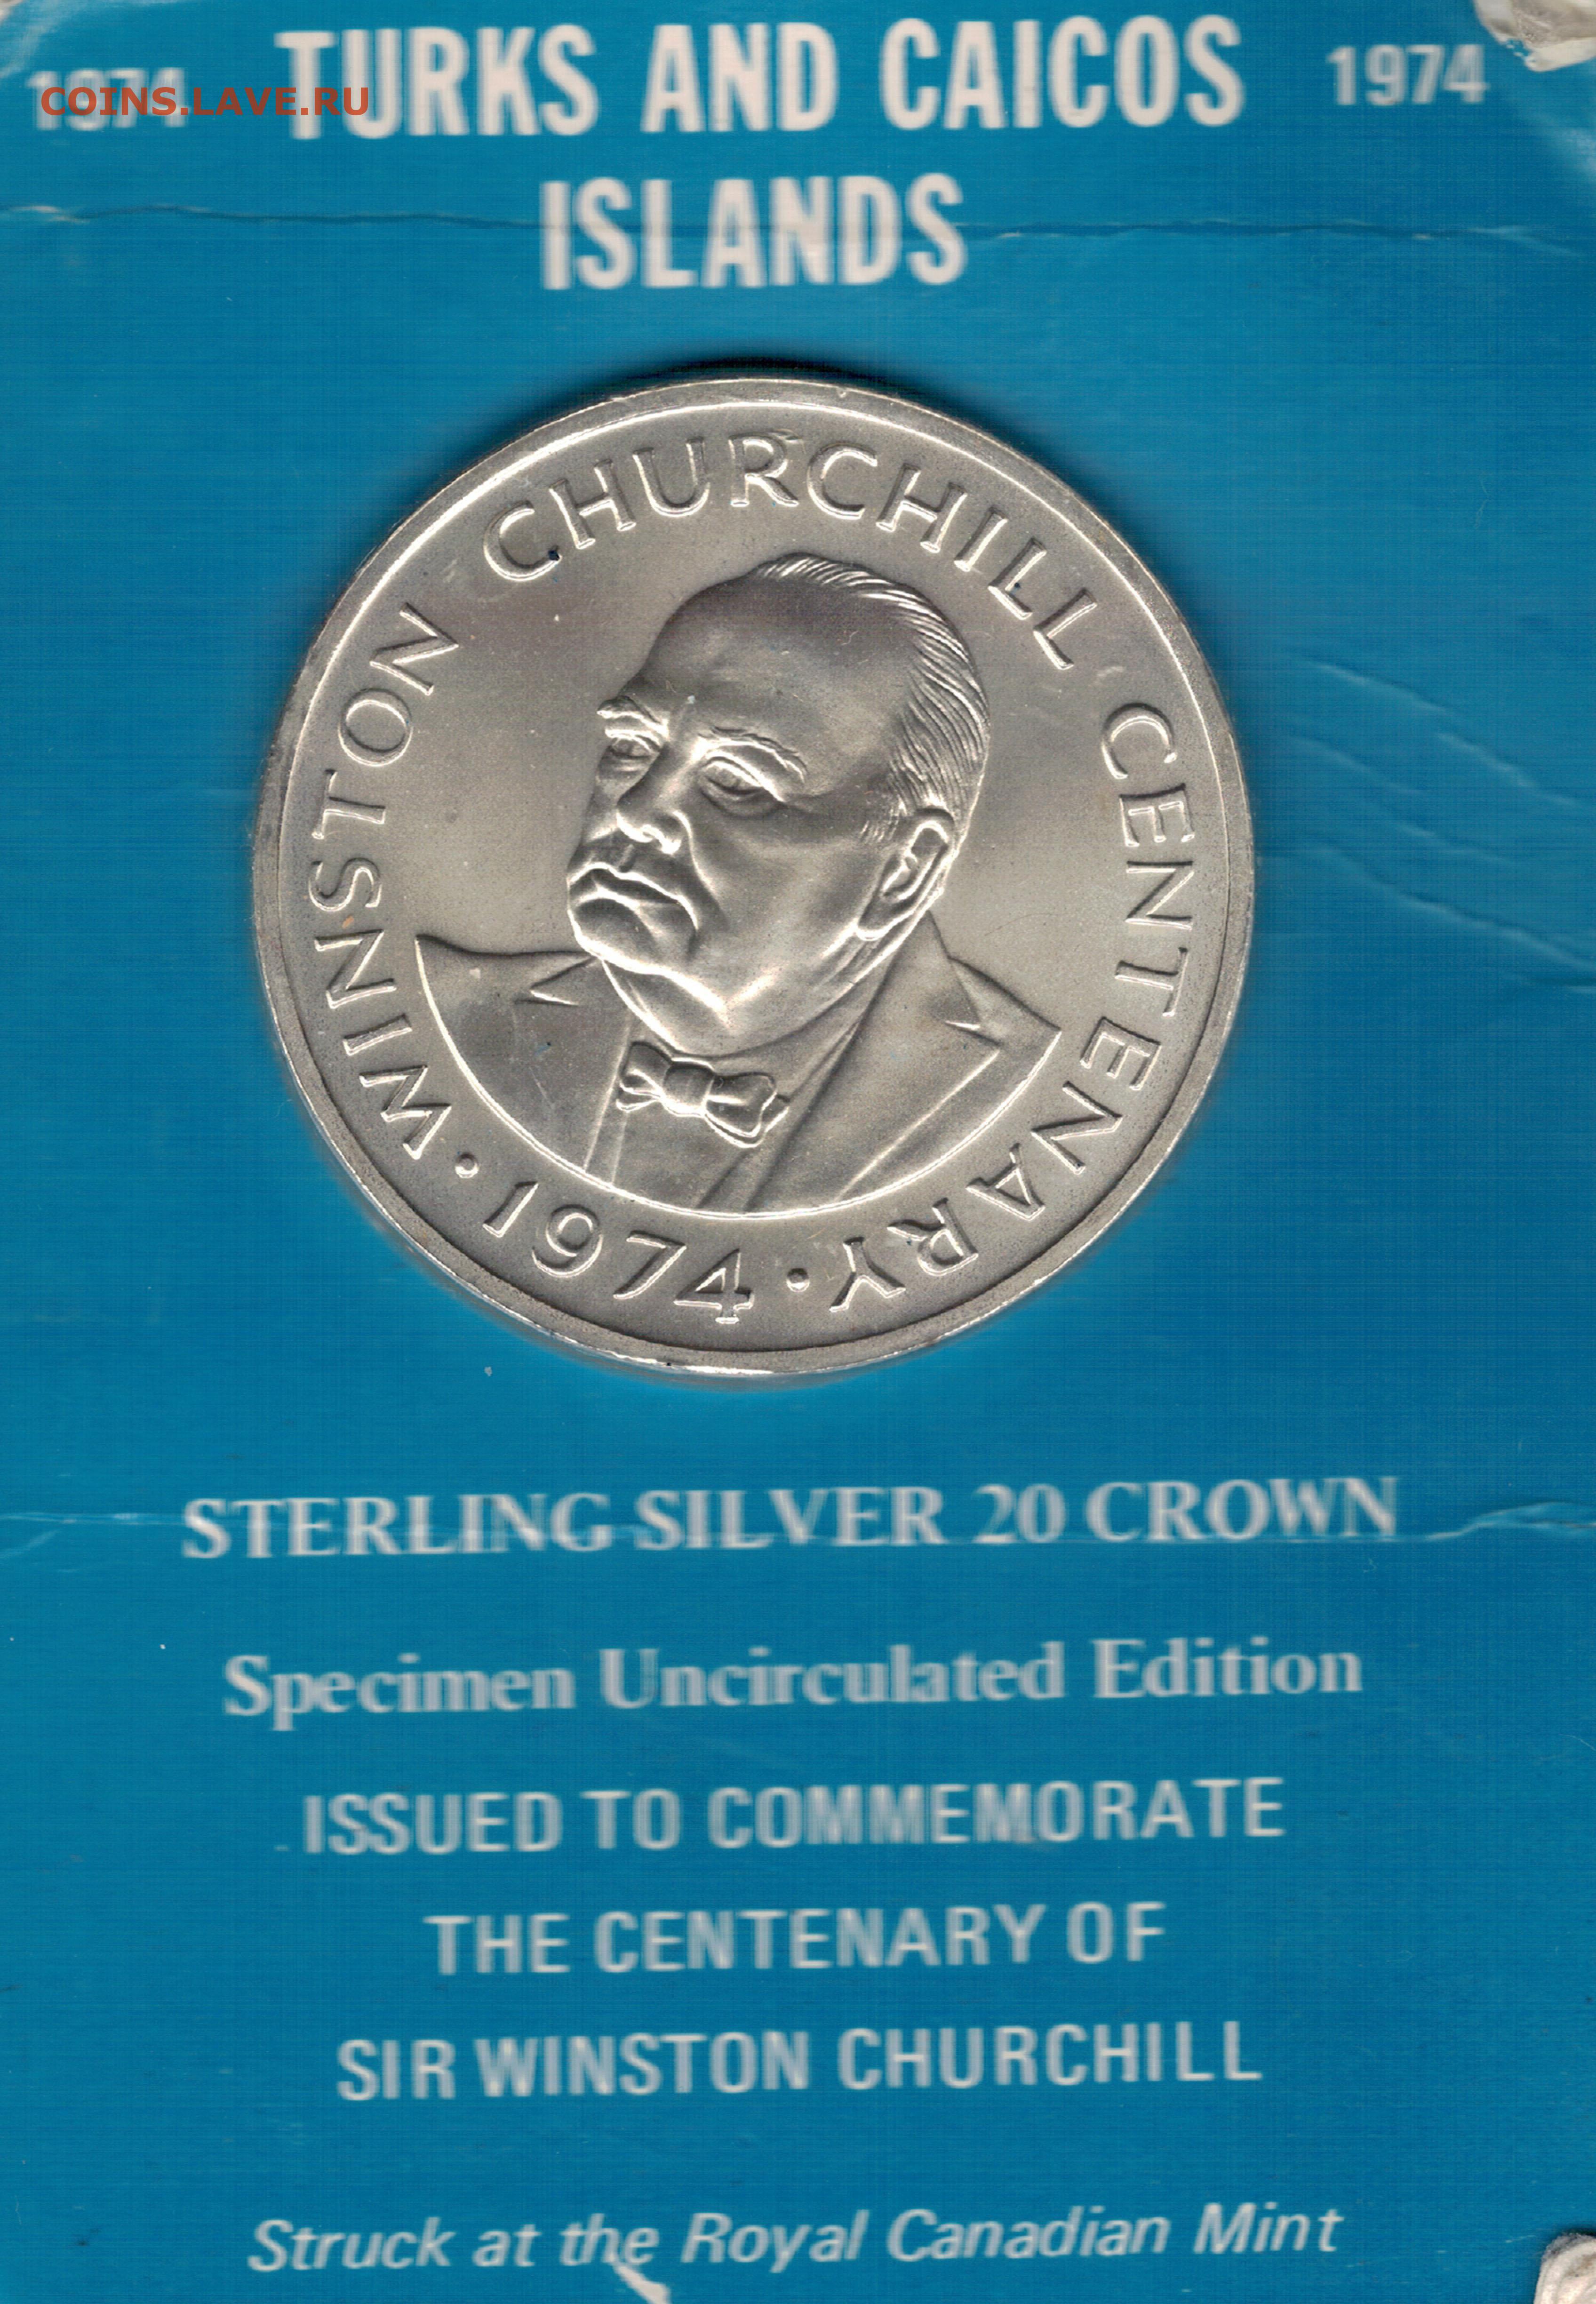 1974 TURKS AND CAICOS 1974
COINS.LAVE.RU
ISLANDS
WINSTON CHURCHILL CENTENARY
· 1974 ·
STERLING SILVER 20 CROWN
Specimen Uncirculated Edition
ISSUED TO COMMEMORATE
THE CENTENARY OF
SIR WINSTON CHURCHILL
Struck at the Royal Canadian Mint